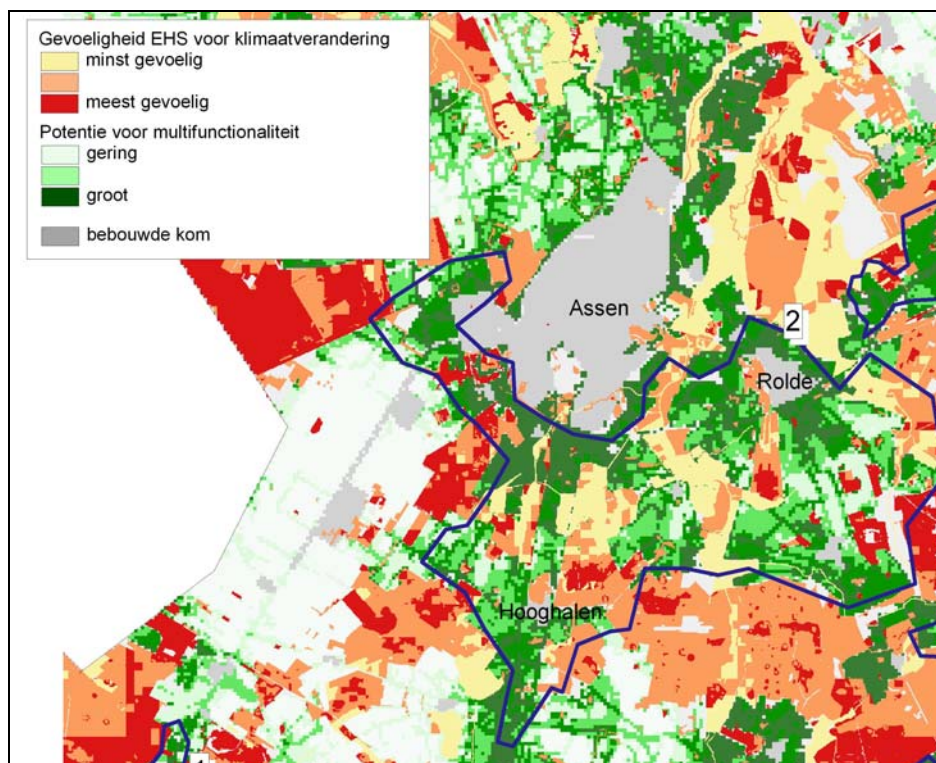 Gevoeligheid EHS voor klimaatverandering
minst gevoelig
meest gevoelig
Potentie voor multifunctionaliteit
gering
groot
bebouwde kom
Assen
2
Rolde
Hooghalen